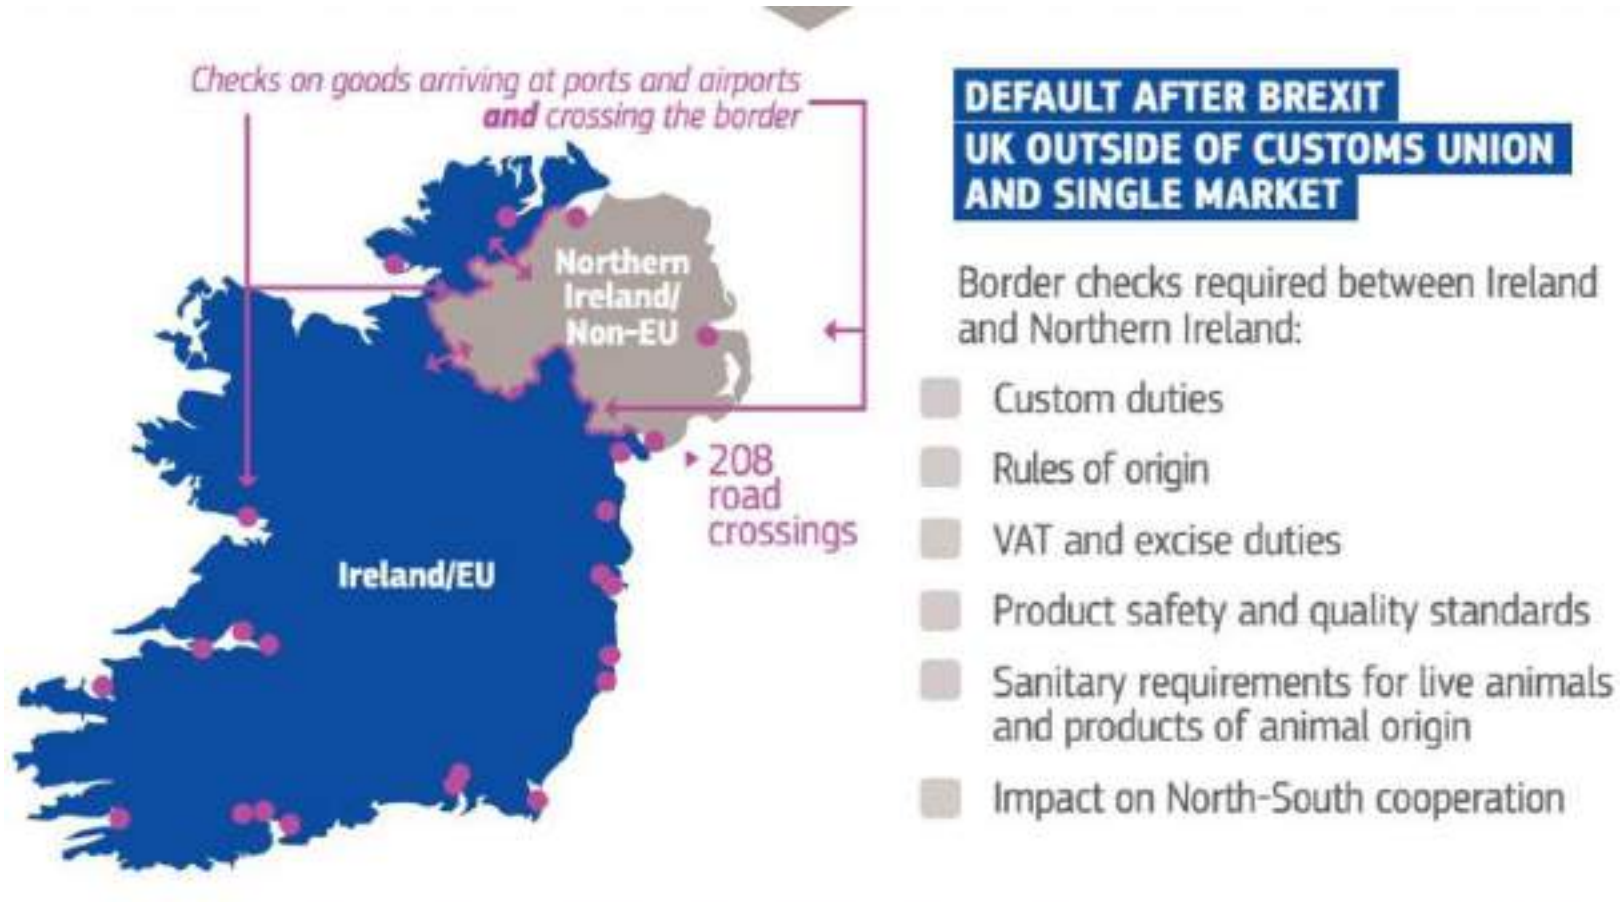 Checks on goods arriving at ports and airports
and crossing the border
Northern
Ireland/
Non-EU
208
road
crossings
Ireland/EU
DEFAULT AFTER BREXIT
UK OUTSIDE OF CUSTOMS UNION
AND SINGLE MARKET
Border checks required between Ireland
and Northern Ireland:
Custom duties
Rules of origin
VAT and excise duties
Product safety and quality standards
Sanitary requirements for live animals
and products of animal origin
Impact on North-South cooperation